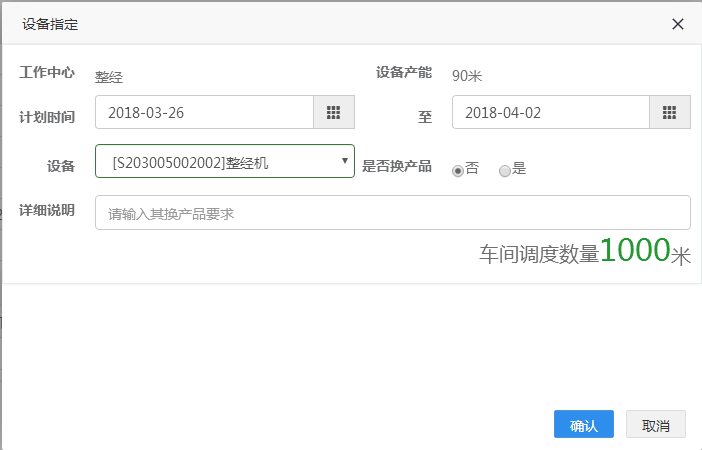 设备指定
工作中心 整经 设备产能 90米
计划时间 2018-03-26 至 2018-04-02
设备 [S203005002002]整经机 是否换产品 否 是
详细说明 请输入其换产品要求
车间调度数量1000米
确认 取消